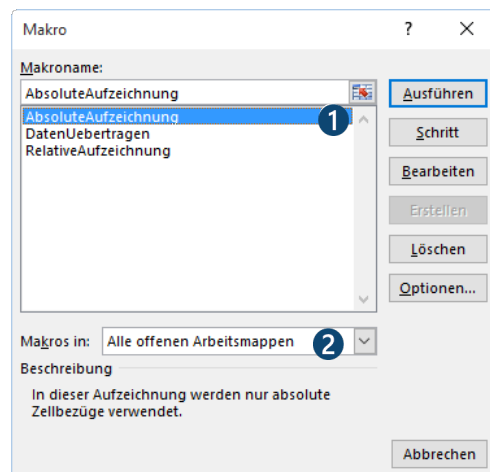 Makro ? ×
Makroname:
AbsoluteAufzeichnung
Ausführen
AbsoluteAufzeichnung 1
DatenUebertragen
Schritt
RelativeAufzeichnung
Bearbeiten
Erstellen
Löschen
Optionen...
Makros in: Alle offenen Arbeitsmappen 2
Beschreibung
In dieser Aufzeichnung werden nur absolute
Zellbezüge verwendet.
Abbrechen